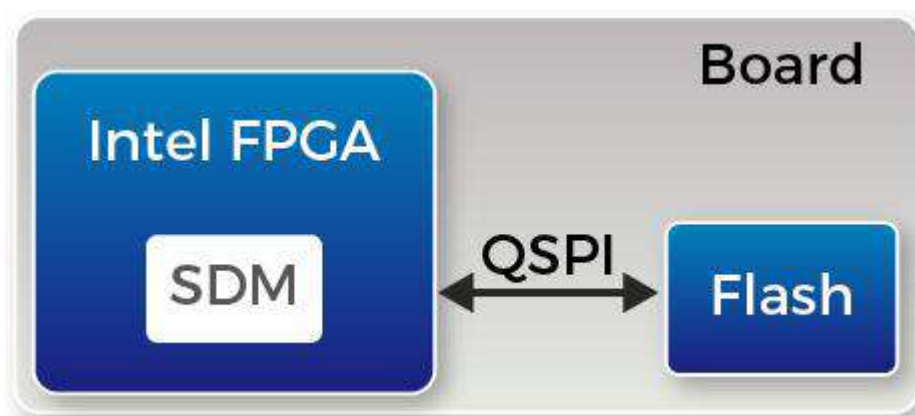 Board
Intel FPGA
SDM
QSPI
Flash